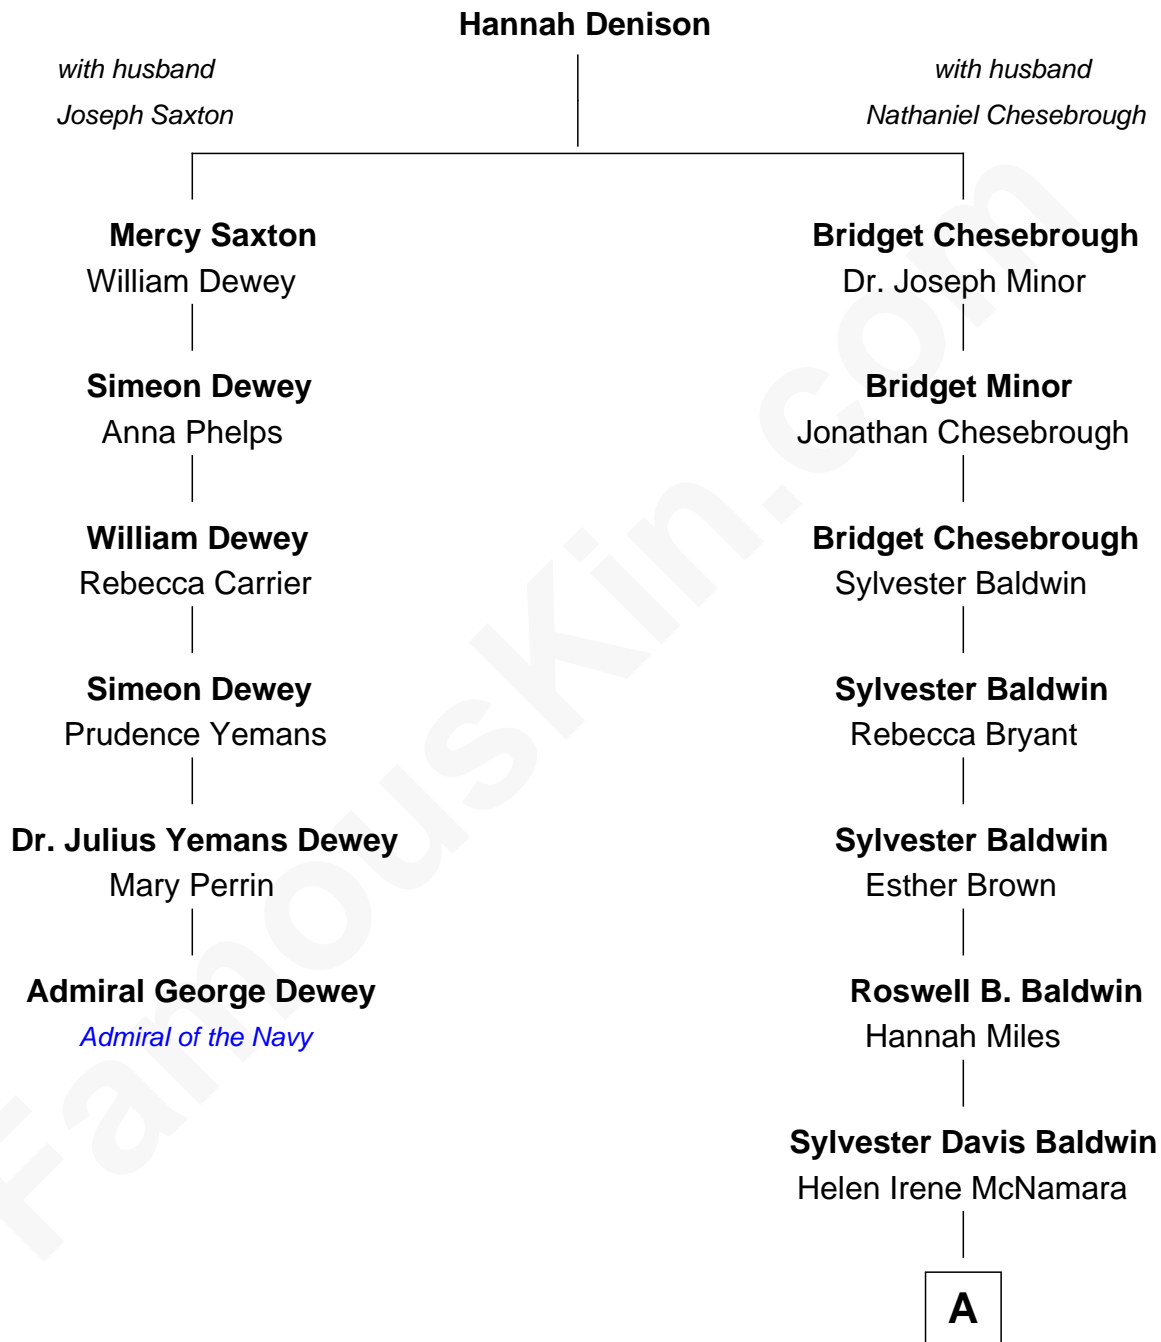 Hannah Denison
with husband
Joseph Saxton
with husband
Nathaniel Chesebrough
Mercy Saxton
William Dewey
Bridget Chesebrough
Dr. Joseph Minor
Simeon Dewey
Anna Phelps
Bridget Minor
Jonathan Chesebrough
William Dewey
Rebecca Carrier
Bridget Chesebrough
Sylvester Baldwin
Simeon Dewey
Prudence Yemans
Sylvester Baldwin
Rebecca Bryant
Dr. Julius Yemans Dewey
Mary Perrin
Sylvester Baldwin
Esther Brown
Admiral George Dewey
Admiral of the Navy
Roswell B. Baldwin
Hannah Miles
Sylvester Davis Baldwin
Helen Irene McNamara
A
FamousKin.com